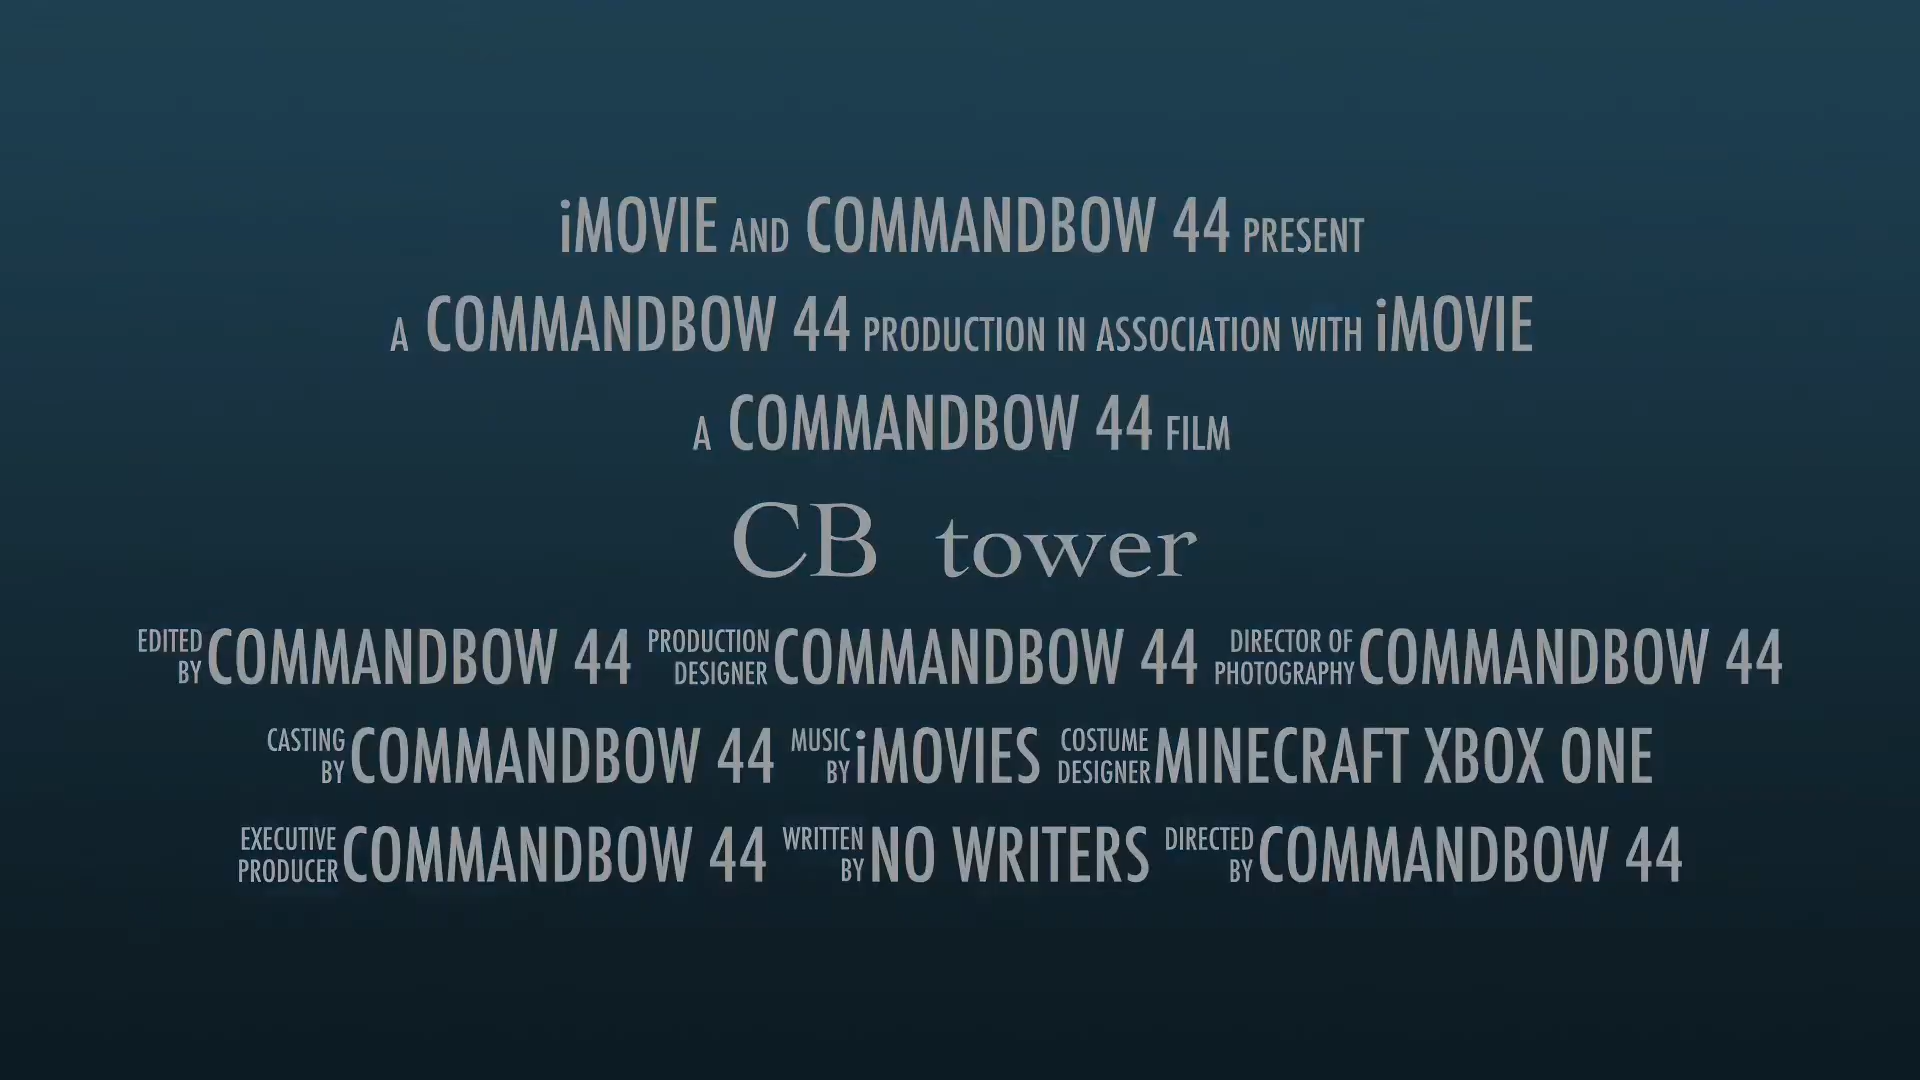 iMOVIE AND COMMANDBOW 44 PRESENT
A COMMANDBOW 44 PRODUCTION IN ASSOCIATION WITH iMOVIE
A COMMANDBOW 44 FILM
CB tower
EDITED BY COMMANDBOW 44 PRODUCTION DESIGNER COMMANDBOW 44 DIRECTOR OF PHOTOGRAPHY COMMANDBOW 44
CASTING BY COMMANDBOW 44 MUSIC BY iMOVIES COSTUME DESIGNER MINECRAFT XBOX ONE
EXECUTIVE PRODUCER COMMANDBOW 44 WRITTEN BY NO WRITERS DIRECTED BY COMMANDBOW 44